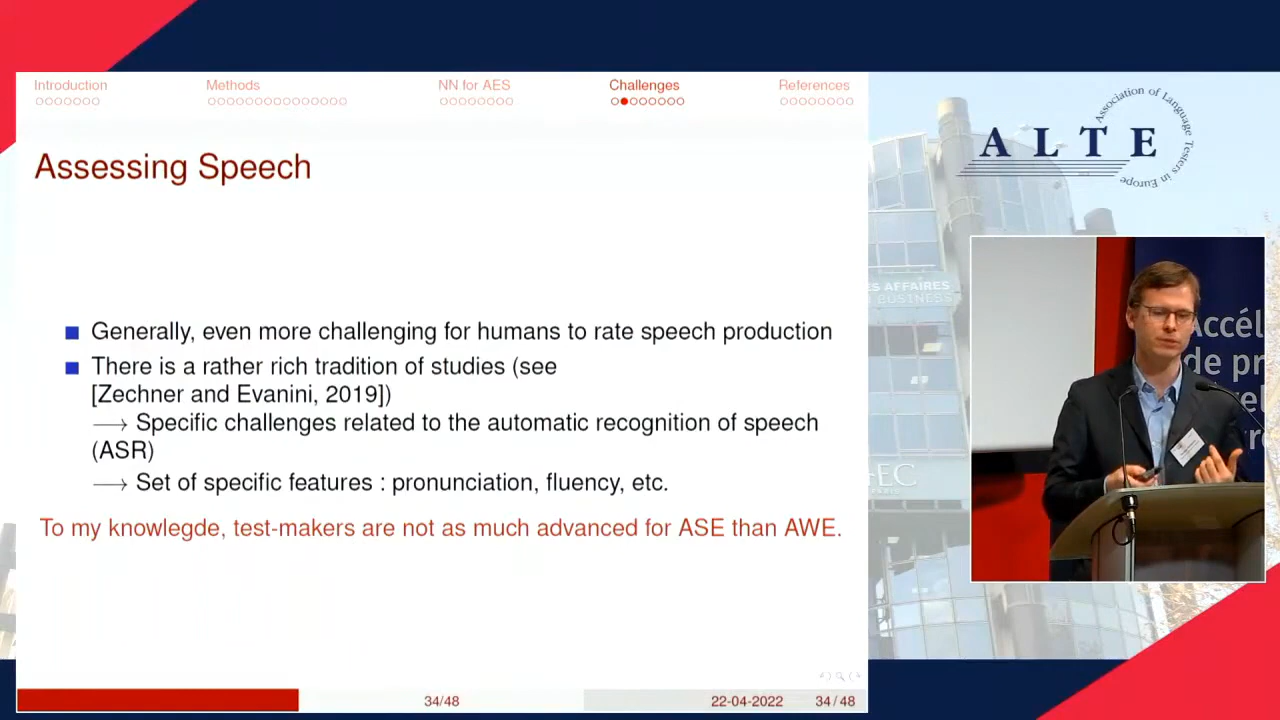 Introduction
Methods
NN for AES
Challenges
References
Assessing Speech
Generally, even more challenging for humans to rate speech production
There is a rather rich tradition of studies (see
[Zechner and Evanini, 2019])
⟶ Specific challenges related to the automatic recognition of speech
(ASR)
⟶ Set of specific features : pronunciation, fluency, etc.
To my knowlegde, test-makers are not as much advanced for ASE than AWE.
34/48
22-04-2022
34 / 48
ALTE
Association of Language Testers in Europe
ES AFFAIRES
BUSINESS
EC
Accél
de pr